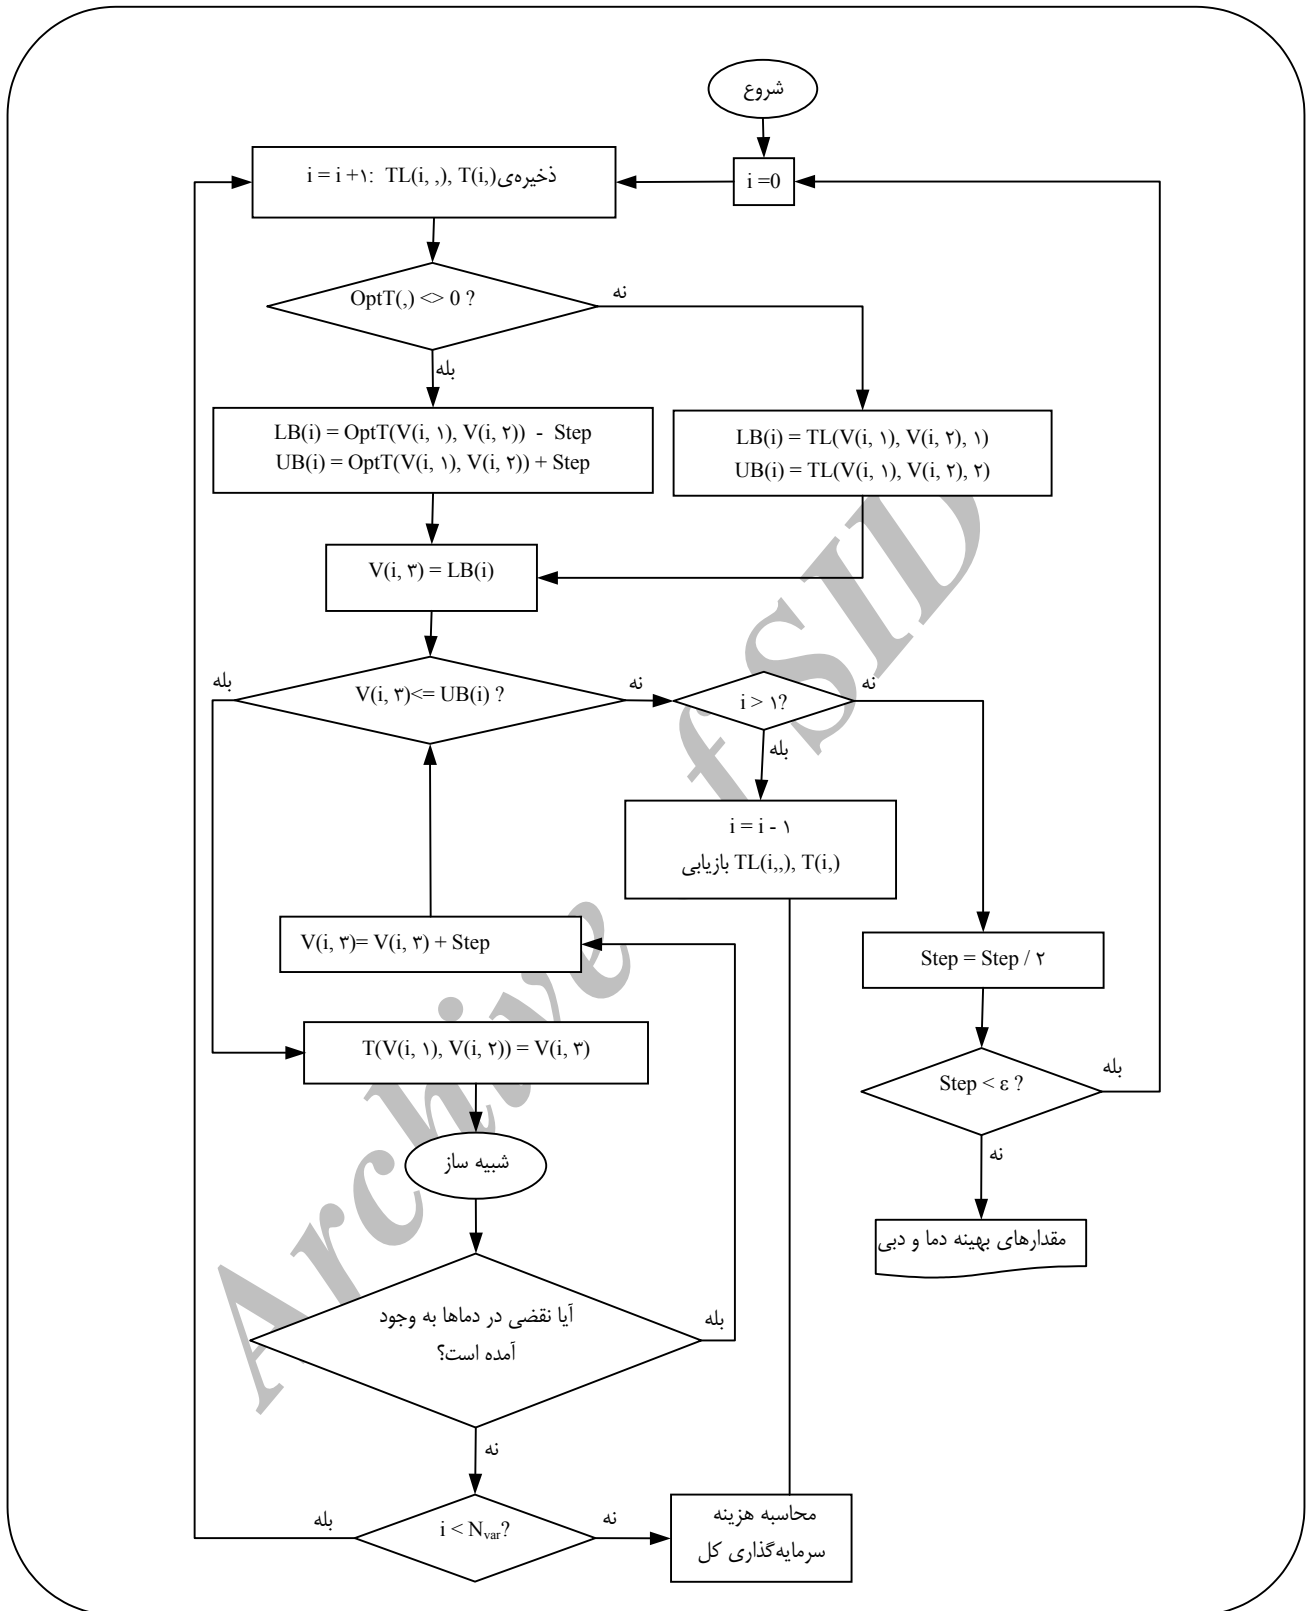 شروع
i =0
i = i +۱: TL(i, ,), T(i,)ذخیره‌ی
OptT(,) <> 0 ?
نه
بله
LB(i) = OptT(V(i, ۱), V(i, ۲)) - Step
UB(i) = OptT(V(i, ۱), V(i, ۲)) + Step
LB(i) = TL(V(i, ۱), V(i, ۲), ۱)
UB(i) = TL(V(i, ۱), V(i, ۲), ۲)
V(i, ۳) = LB(i)
V(i, ۳)<= UB(i) ?
بله
نه
i > ۱?
نه
بله
i = i - ۱
بازیابی TL(i,,), T(i,)
V(i, ۳)= V(i, ۳) + Step
Step = Step / ۲
T(V(i, ۱), V(i, ۲)) = V(i, ۳)
Step < ε ?
بله
نه
شبیه ساز
مقدارهای بهینه دما و دبی
آیا نقضی در دماها به وجود
آمده است؟
بله
نه
i < Nvar?
بله
نه
محاسبه هزینه
سرمایه‌گذاری کل
Archive of SID